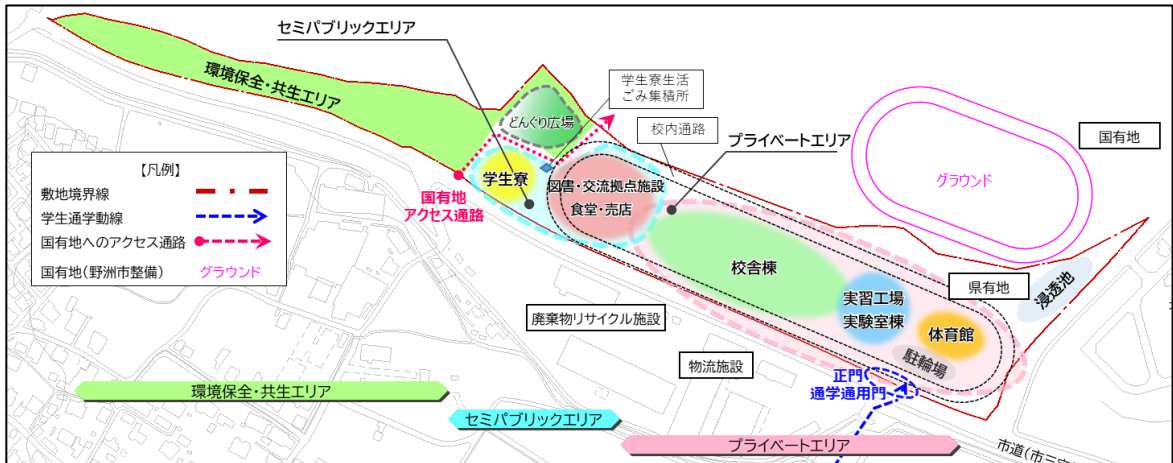 セミパブリックエリア
環境保全・共生エリア
学生寮生活
ごみ集積所
どんぐり広場
校内通路
プライベートエリア
国有地
グラウンド
【凡例】
敷地境界線
学生通学動線
国有地へのアクセス通路
国有地(野洲市整備)
グラウンド
学生寮
国有地
アクセス通路
図書・交流拠点施設
食堂・売店
校舎棟
実習工場
実験室棟
県有地
浸透池
体育館
駐輪場
廃棄物リサイクル施設
物流施設
正門
通学通用門
環境保全・共生エリア
セミパブリックエリア
プライベートエリア
市道(市三宅